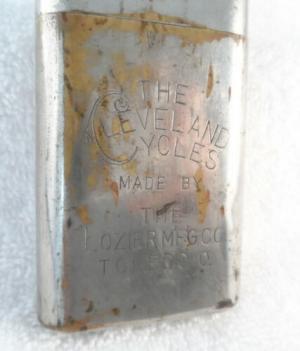 THE
CLEVELAND
CYCLES
MADE BY
THE
LOZIER MFG CO.
TOLEDO O.